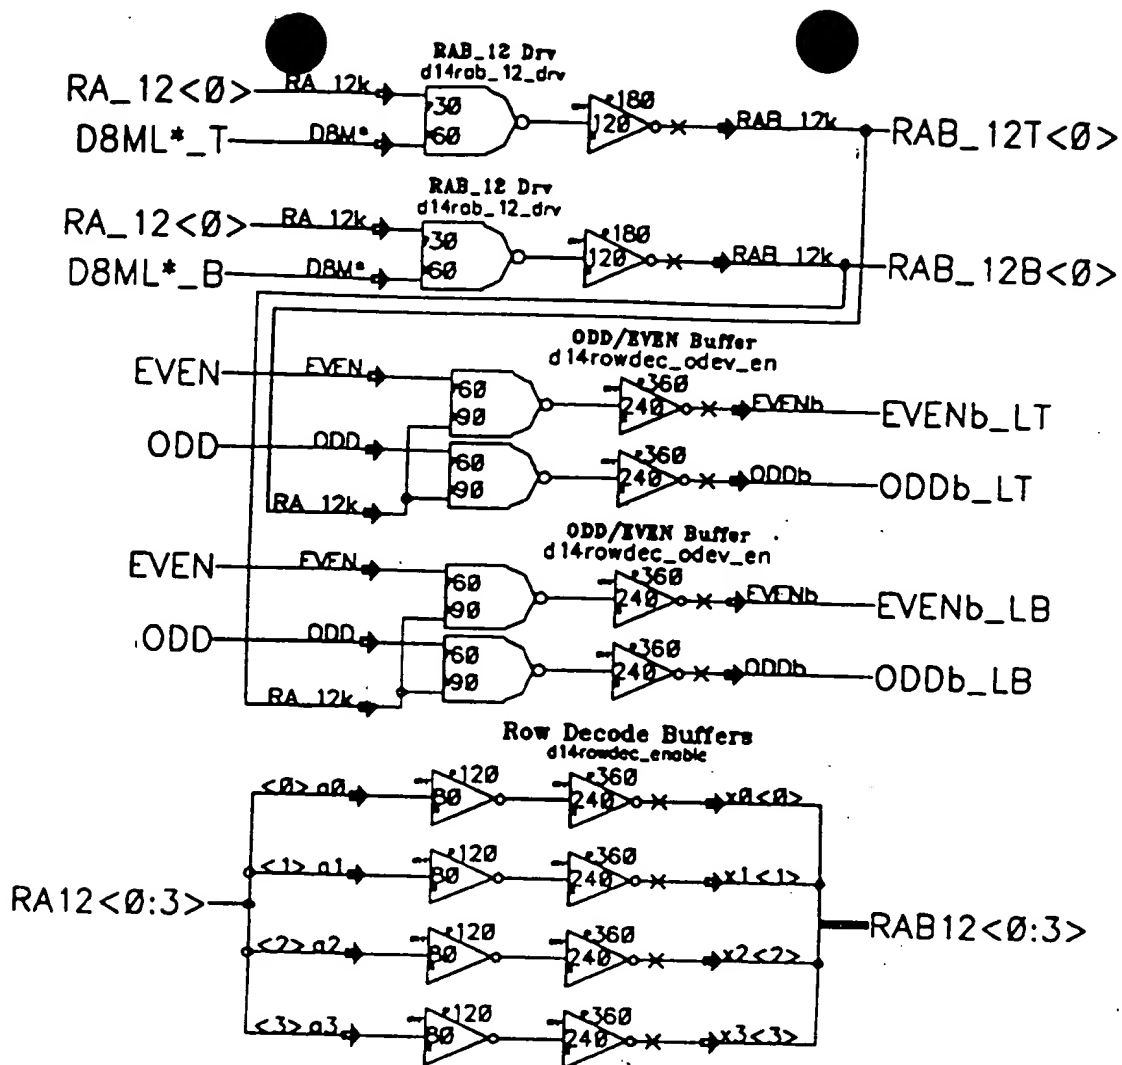 RAB_12 Drv
d14rab_12_drv
RA_12<0> RA_12k 30 180 RAB_12k
D8ML*_T D8M* 60 120 RAB_12T<0>
RAB_12 Drv
d14rab_12_drv
RA_12<0> RA_12k 30 180 RAB_12k
D8ML*_B D8M* 60 120 RAB_12B<0>
ODD/EVEN Buffer
d14rowdec_odev_en
EVEN EVEN 60 90 360 240 EVENb EVENb_LT
ODD ODD 60 90 360 240 ODDb ODDb_LT
RA_12k
ODD/EVEN Buffer
d14rowdec_odev_en
EVEN EVEN 60 90 360 240 EVENb EVENb_LB
ODD ODD 60 90 360 240 ODDb ODDb_LB
RA_12k
Row Decode Buffers
d14rowdec_enable
<0> a0 120 80 360 240 x0<0>
<1> a1 120 80 360 240 x1<1>
RA12<0:3> RAB12<0:3>
<2> a2 120 80 360 240 x2<2>
<3> a3 120 80 360 240 x3<3>